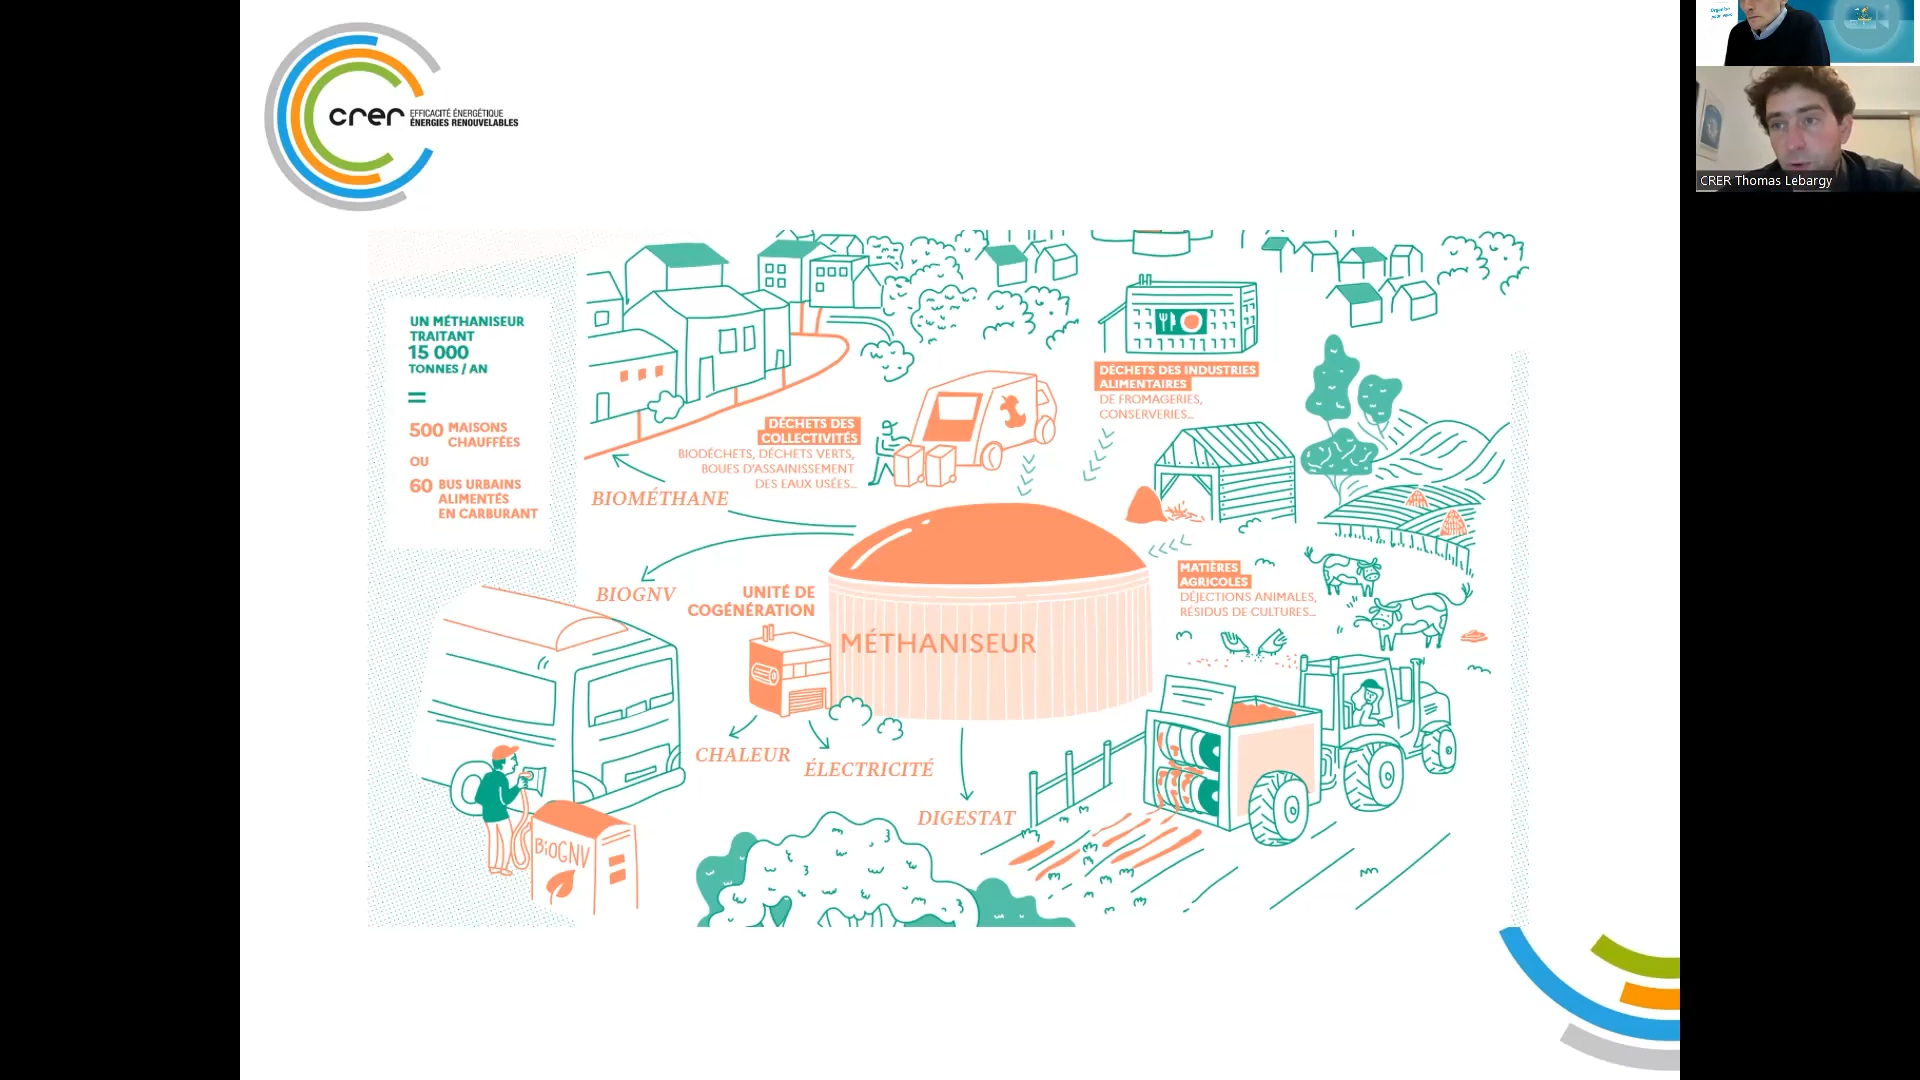 crer
EFFICACITÉ ÉNERGÉTIQUE
ÉNERGIES RENOUVELABLES
CRER Thomas Lebargy
UN MÉTHANISEUR
TRAITANT
15 000
TONNES / AN
=
500 MAISONS
CHAUFFÉES
OU
60 BUS URBAINS
ALIMENTÉS
EN CARBURANT
DÉCHETS DES INDUSTRIES
ALIMENTAIRES
DE FROMAGERIES,
CONSERVERIES...
DÉCHETS DES
COLLECTIVITÉS
BIODÉCHETS, DÉCHETS VERTS,
BOUES D'ASSAINISSEMENT
DES EAUX USÉES...
BIOMÉTHANE
BIOGNV
UNITÉ DE
COGÉNÉRATION
MÉTHANISEUR
MATIÈRES
AGRICOLES
DÉJECTIONS ANIMALES,
RÉSIDUS DE CULTURES...
CHALEUR
ÉLECTRICITÉ
DIGESTAT
BiOGNV